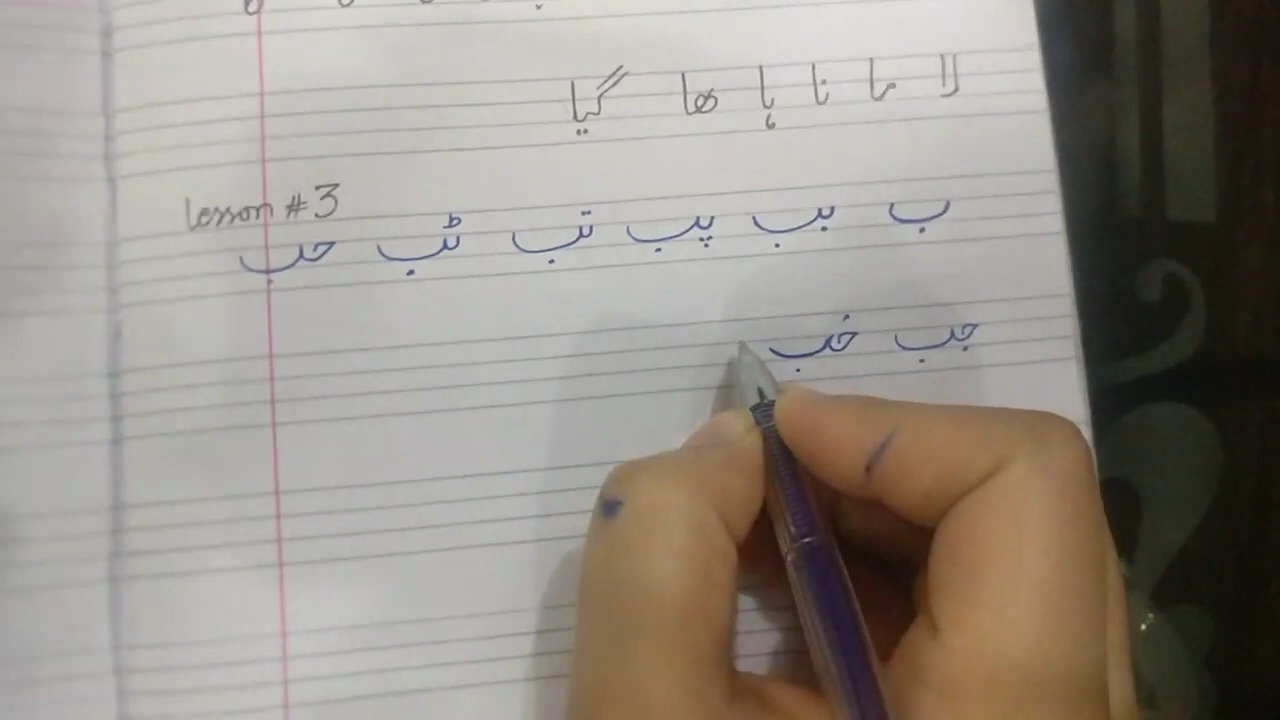 لا ما نا ہا ھا گیا
lesson #3
ب بب پب تب ٹب حب
جب خب